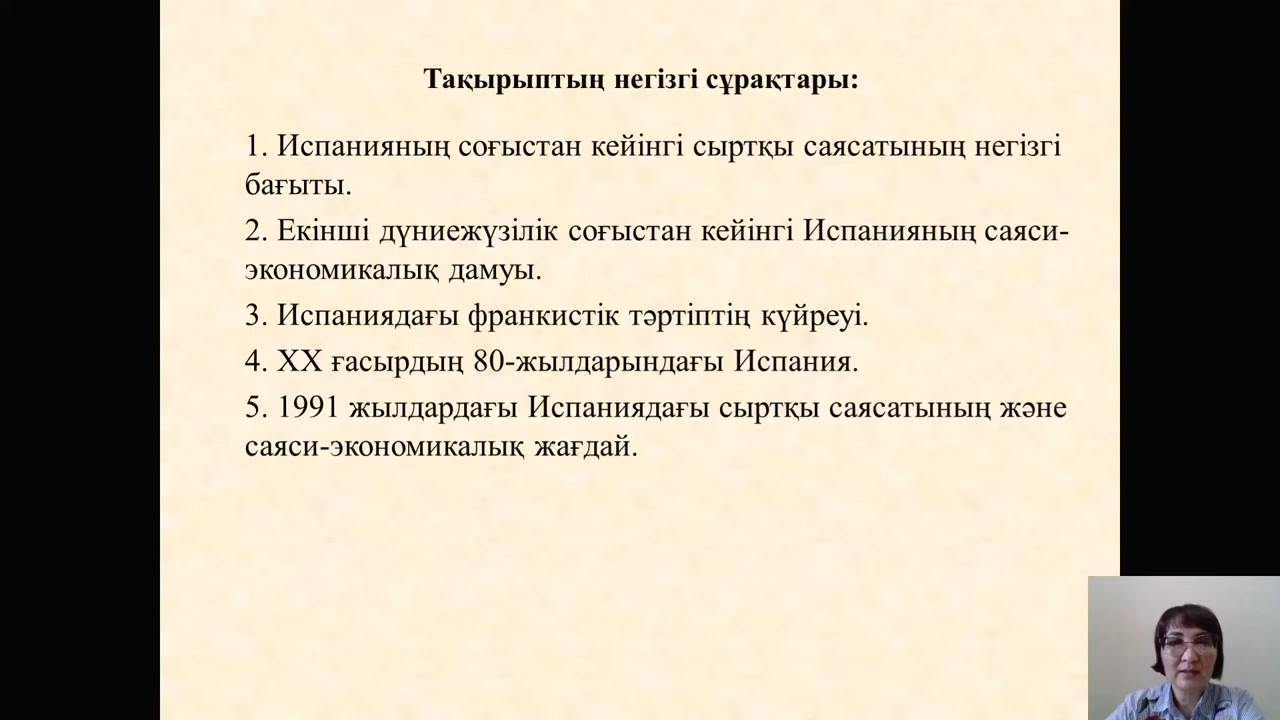 Тақырыптың негізгі сұрақтары:
1. Испанияның соғыстан кейінгі сыртқы саясатының негізгі
бағыты.
2. Екінші дүниежүзілік соғыстан кейінгі Испанияның саяси-
экономикалық дамуы.
3. Испаниядағы франкистік тәртіптің күйреуі.
4. ХХ ғасырдың 80-жылдарындағы Испания.
5. 1991 жылдардағы Испаниядағы сыртқы саясатының және
саяси-экономикалық жағдай.